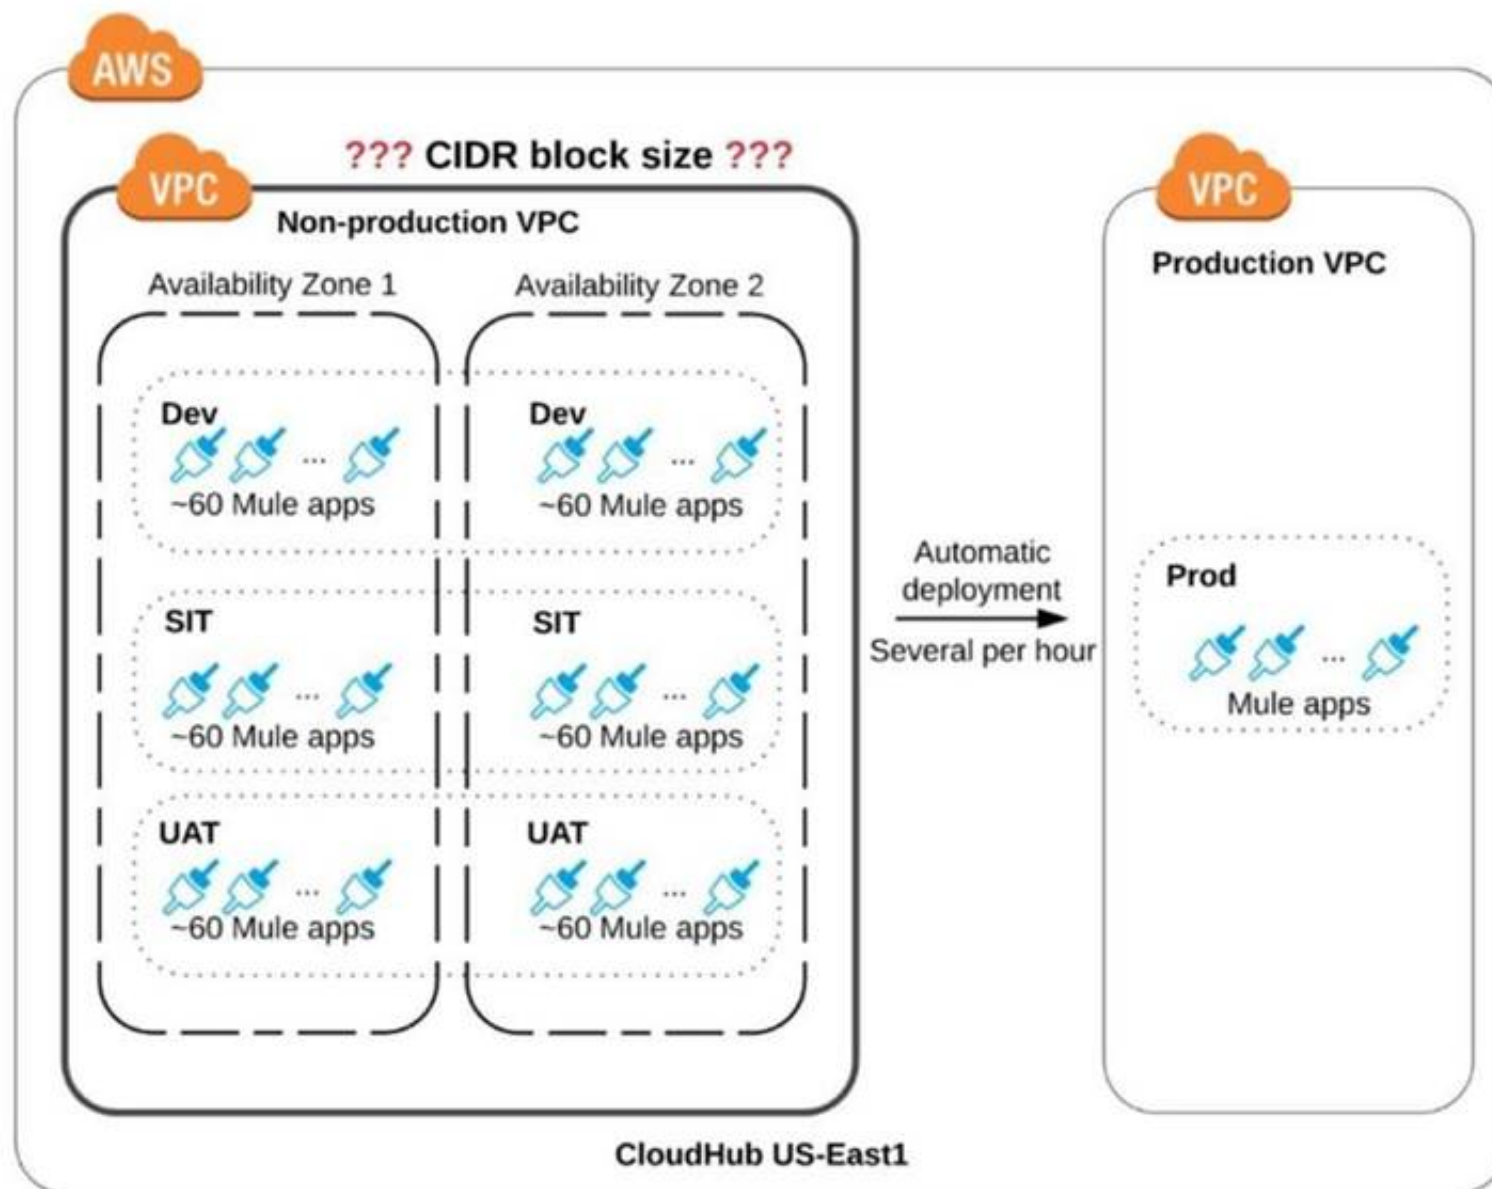 AWS
??? CIDR block size ???
VPC
Non-production VPC
Availability Zone 1
Availability Zone 2
Dev
...
~60 Mule apps
Dev
...
~60 Mule apps
SIT
...
~60 Mule apps
SIT
...
~60 Mule apps
UAT
...
~60 Mule apps
UAT
...
~60 Mule apps
Automatic
deployment
Several per hour
VPC
Production VPC
Prod
...
Mule apps
CloudHub US-East1